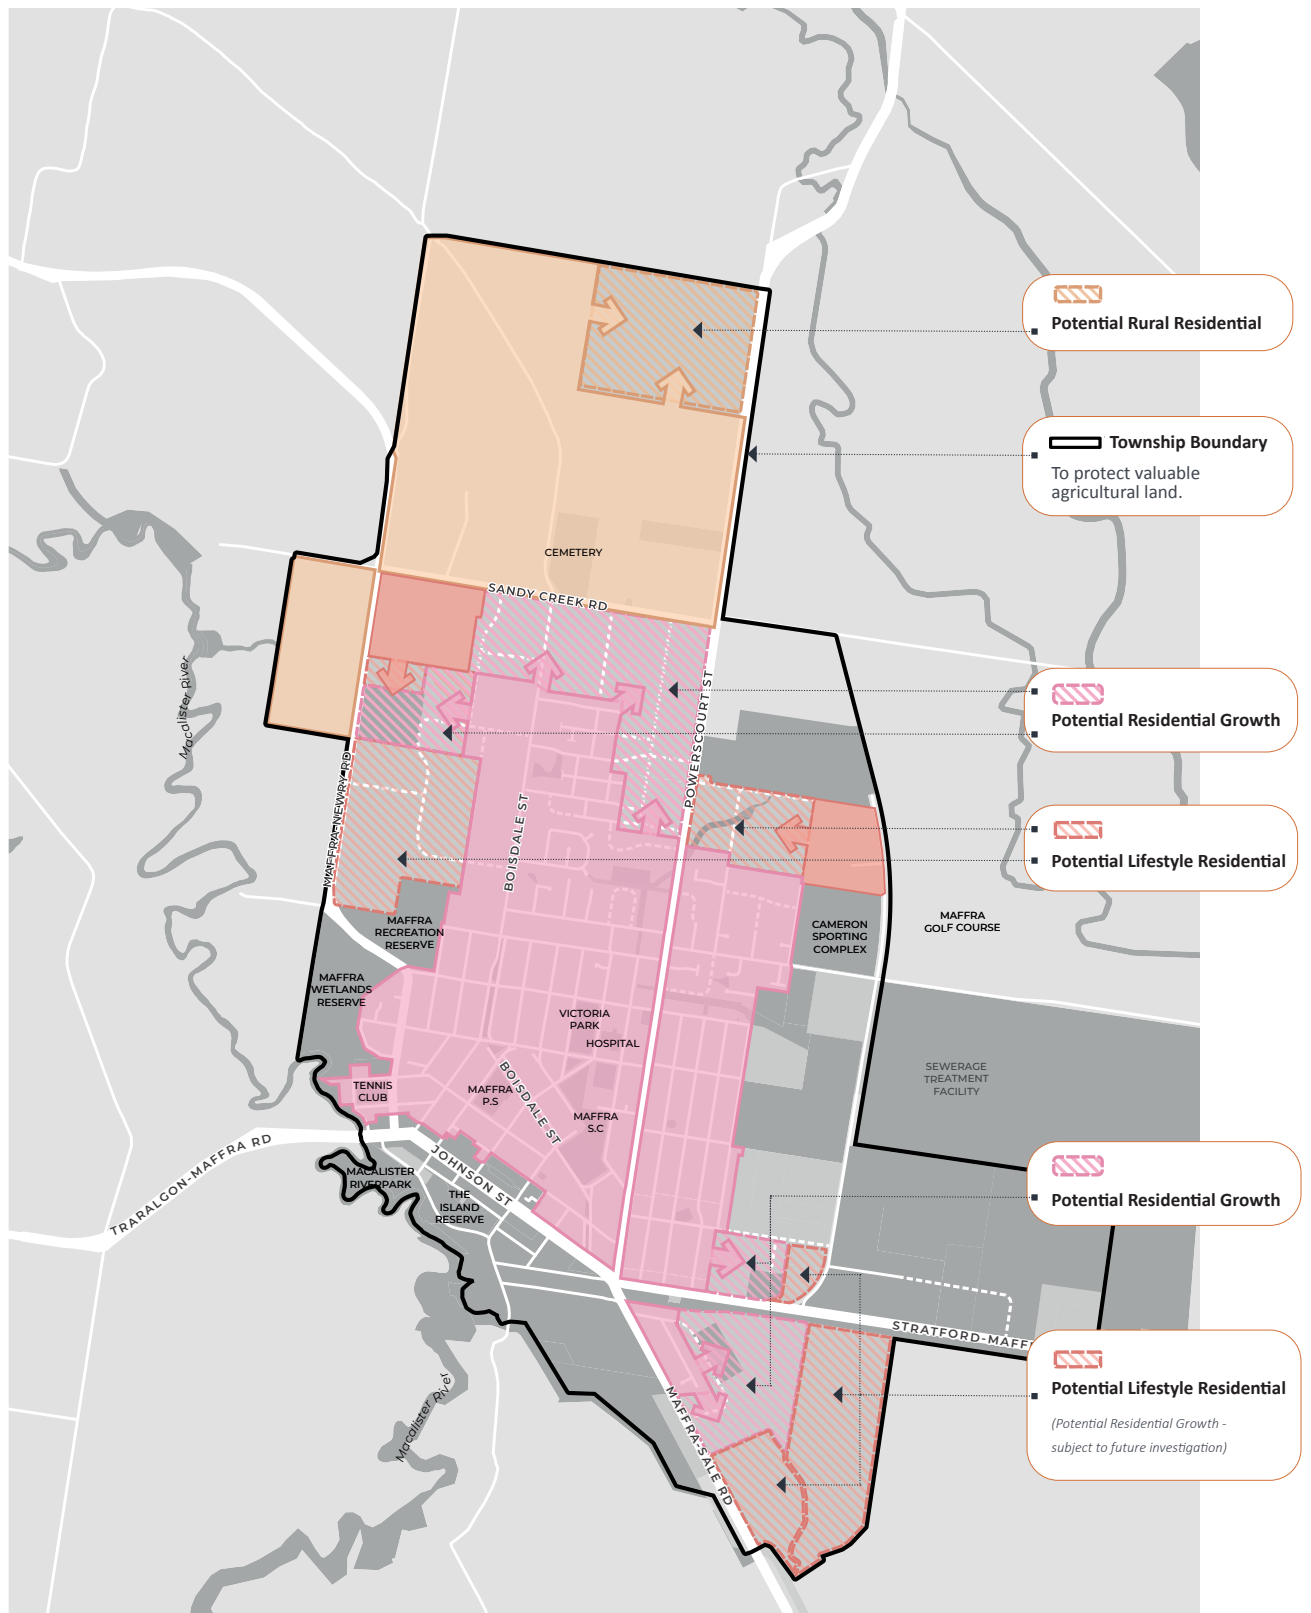 Potential Rural Residential
Township Boundary
To protect valuable
agricultural land.
CEMETERY
SANDY CREEK RD
Macalister River
POWERSCOURT ST
Potential Residential Growth
MAFFRA-NEWRY RD
BOISDALE ST
Potential Lifestyle Residential
MAFFRA
RECREATION
RESERVE
CAMERON
SPORTING
COMPLEX
MAFFRA
GOLF COURSE
MAFFRA
WETLANDS
RESERVE
VICTORIA
PARK
HOSPITAL
SEWERAGE
TREATMENT
FACILITY
TENNIS
CLUB
MAFFRA
P.S
BOISDALE ST
MAFFRA
S.C
TRARALGON-MAFFRA RD
JOHNSON ST
MACALISTER
RIVERPARK
THE
ISLAND
RESERVE
Potential Residential Growth
STRATFORD-MAFF
Macalister River
MAFFRA-SALE RD
Potential Lifestyle Residential
(Potential Residential Growth -
subject to future investigation)